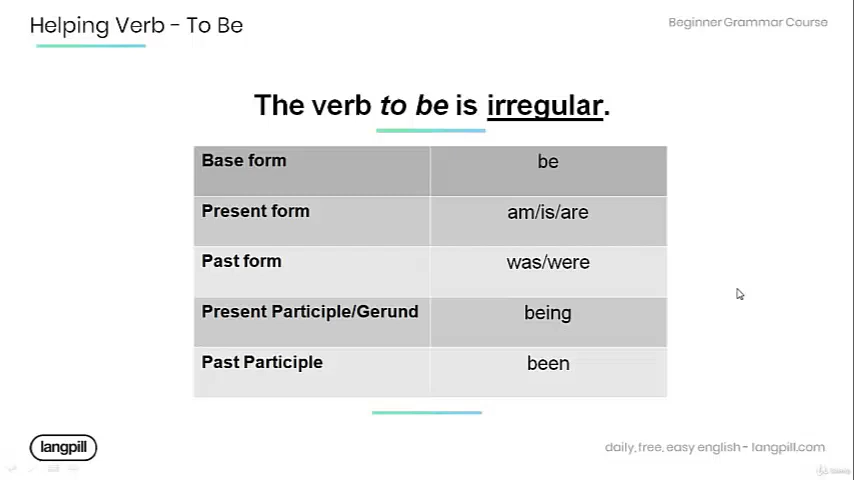 Helping Verb - To Be
Beginner Grammar Course
The verb to be is irregular.
Base form be
Present form am/is/are
Past form was/were
Present Participle/Gerund being
Past Participle been
langpill
daily, free, easy english - langpill.com